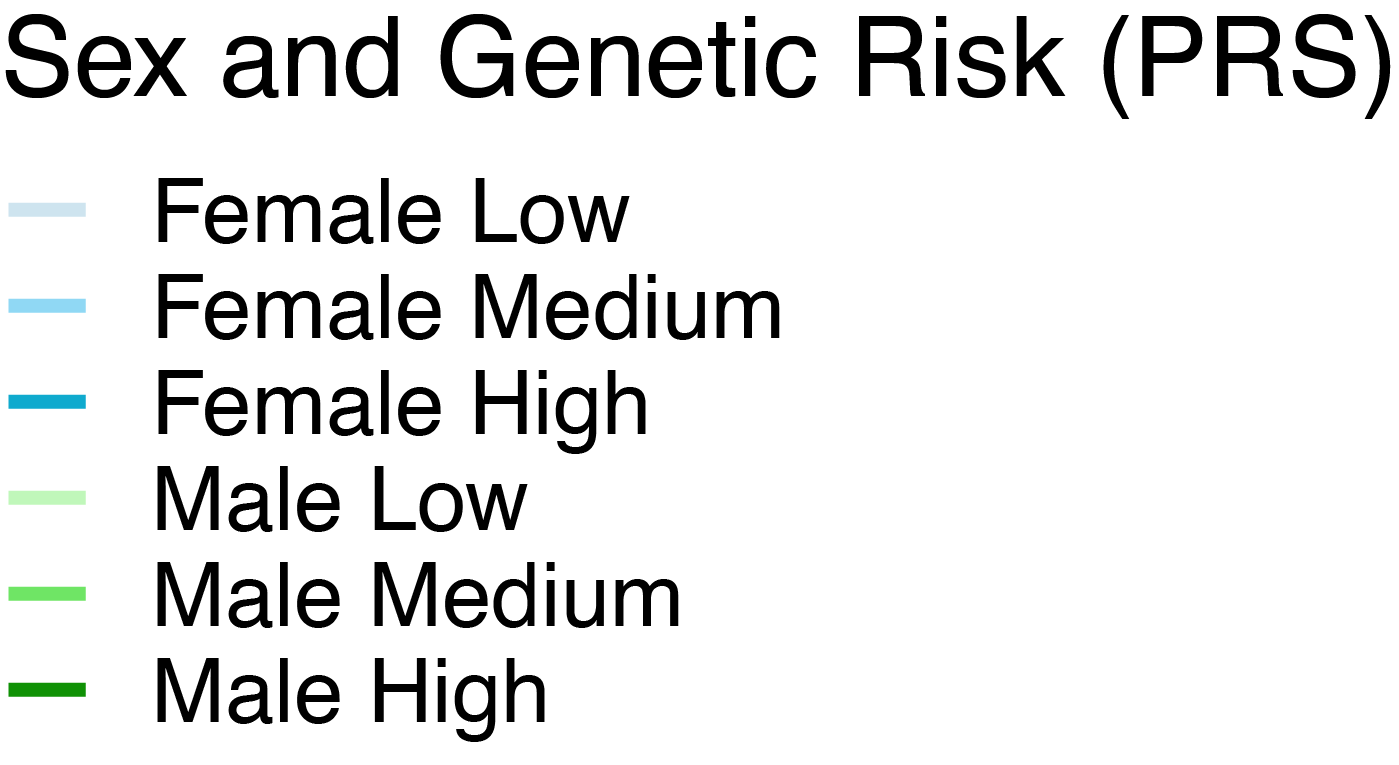 Sex and Genetic Risk (PRS)
Female Low
Female Medium
Female High
Male Low
Male Medium
Male High